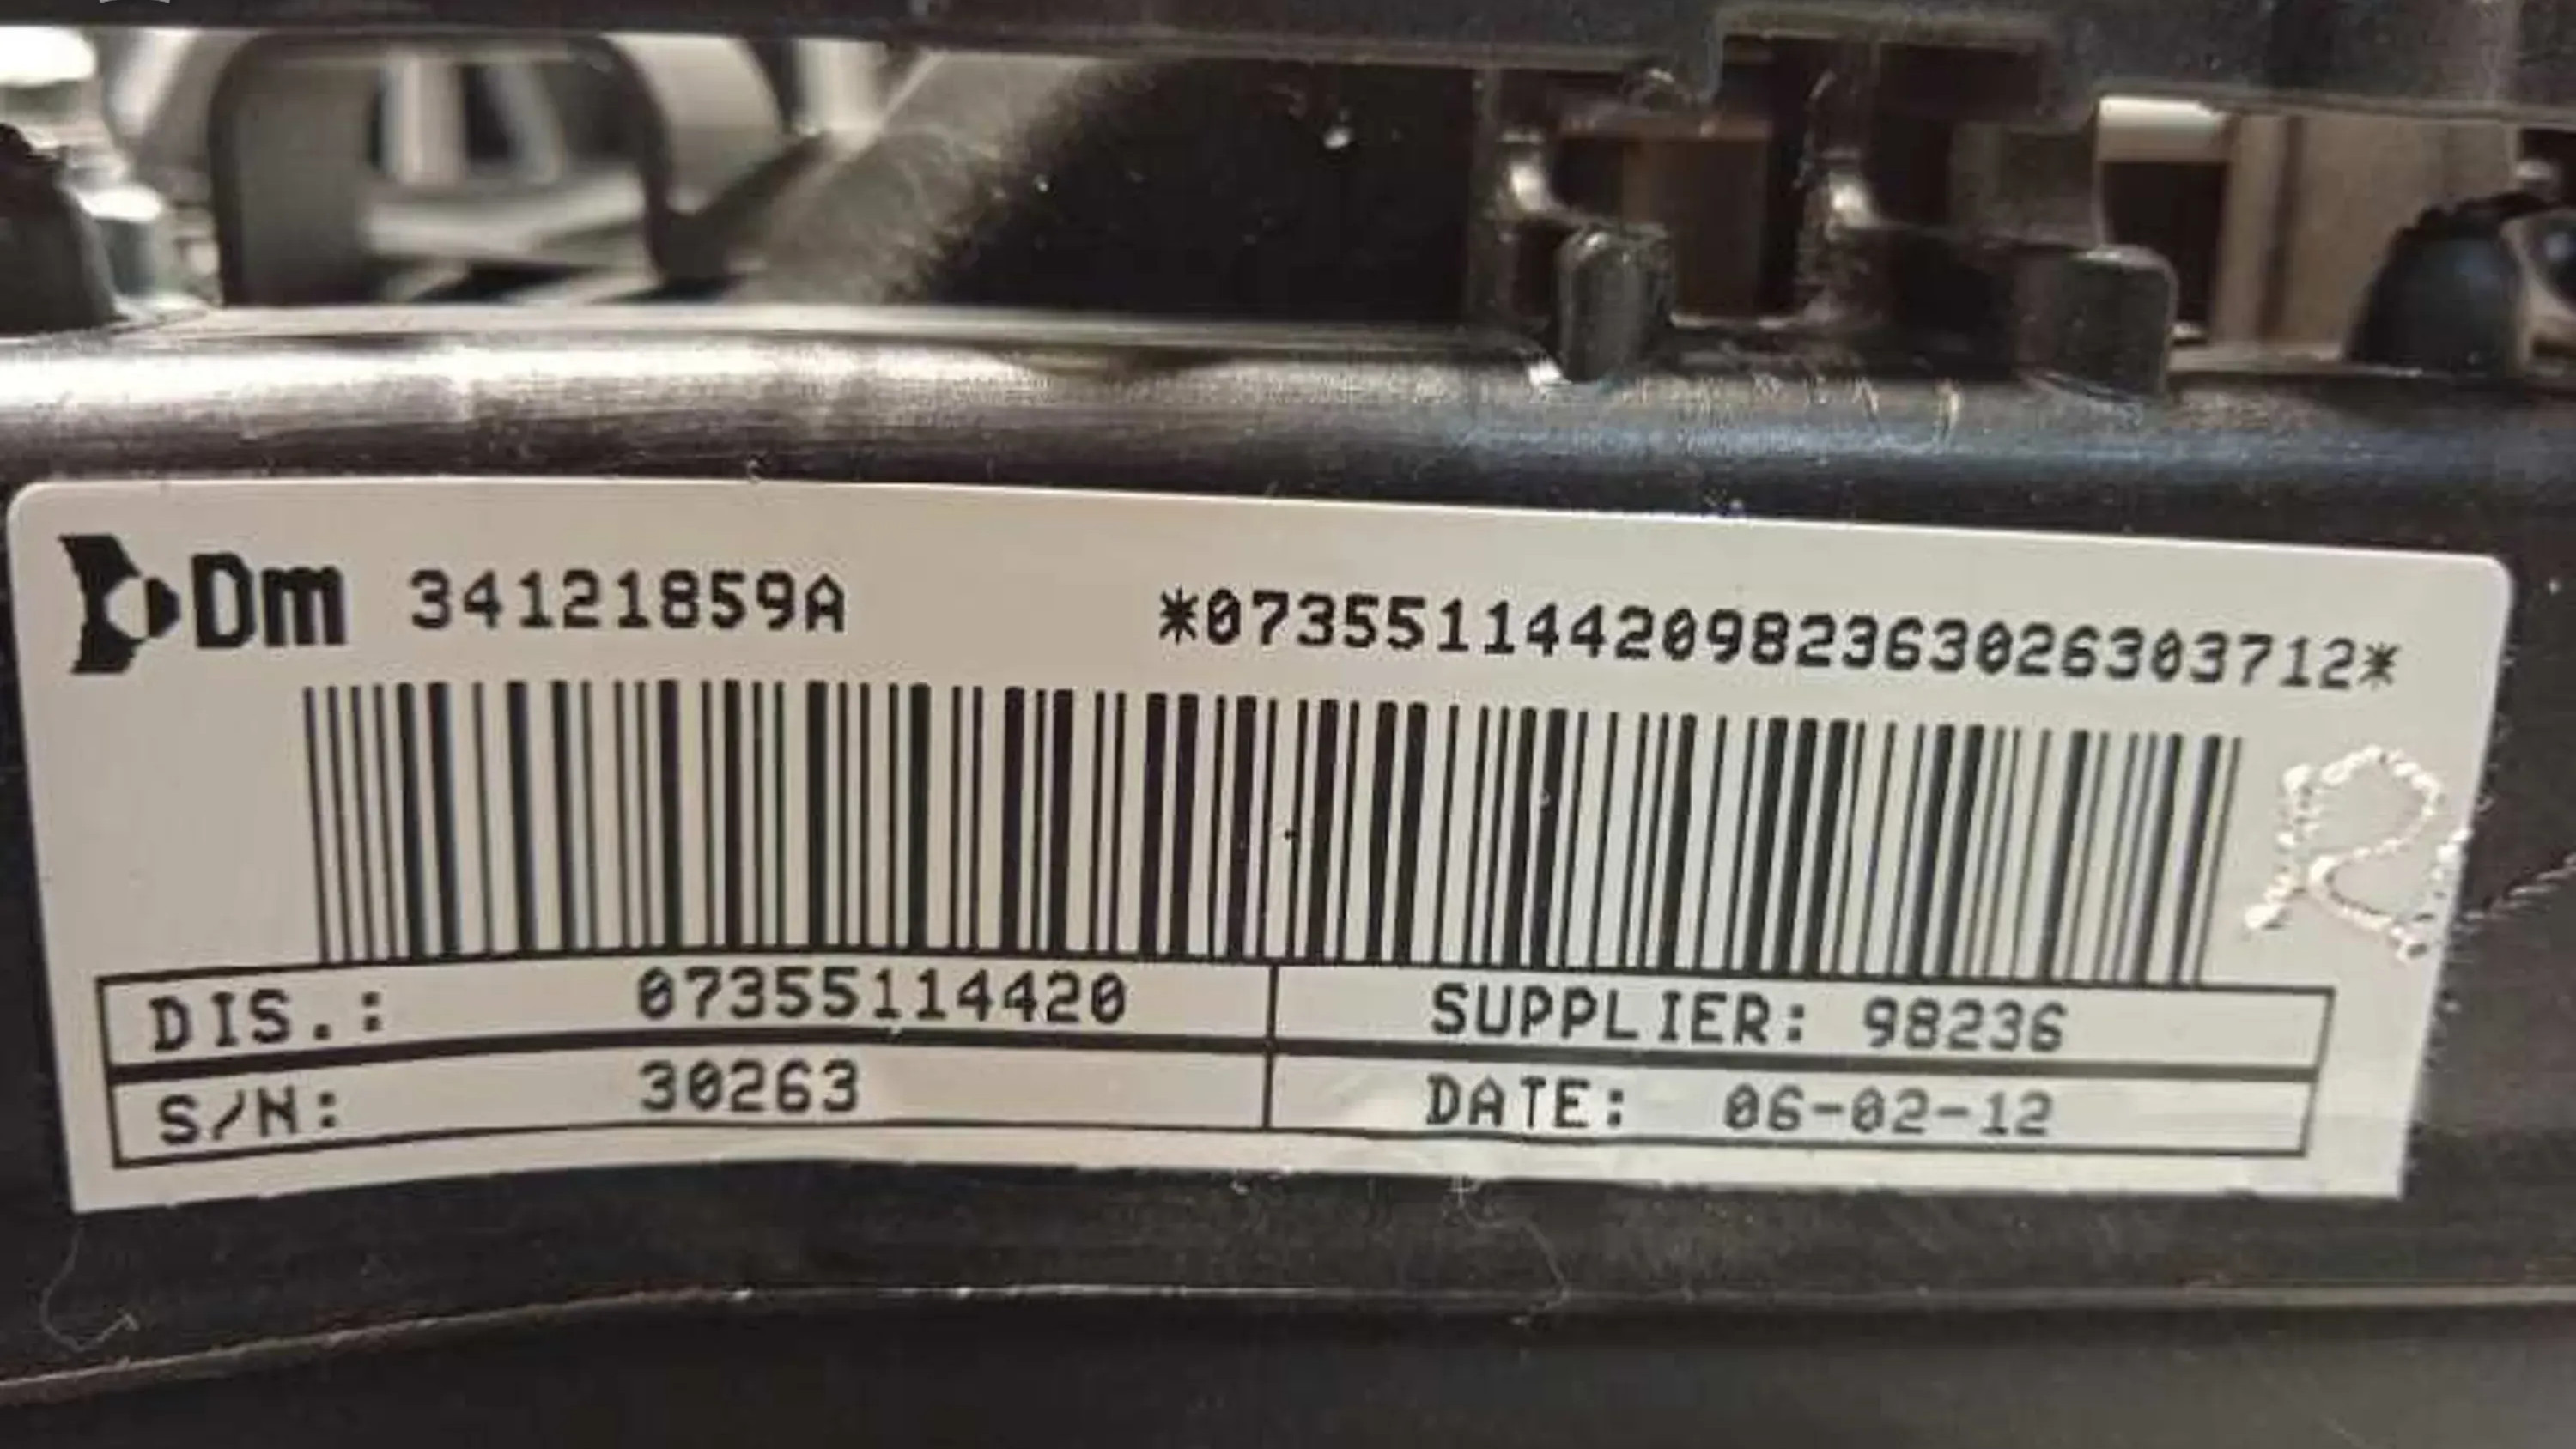 Dm 34121859A *07355114420982363026303712*
DIS.: 07355114420 SUPPLIER: 98236
S/N: 30263 DATE: 06-02-12
R